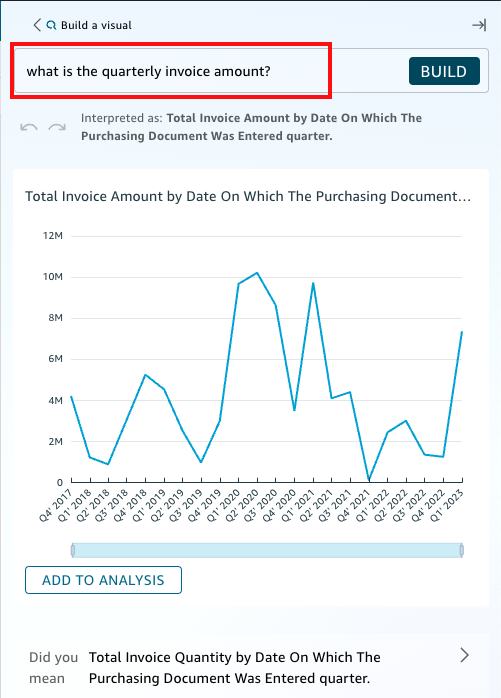 Build a visual
what is the quarterly invoice amount?
BUILD
Interpreted as: Total Invoice Amount by Date On Which The
Purchasing Document Was Entered quarter.
Total Invoice Amount by Date On Which The Purchasing Document...
12M
10M
8M
6M
4M
2M
0
Q4' 2017
Q1' 2018
Q2' 2018
Q3' 2018
Q4' 2018
Q1' 2019
Q2' 2019
Q3' 2019
Q4' 2019
Q1' 2020
Q2' 2020
Q3' 2020
Q4' 2020
Q1' 2021
Q2' 2021
Q3' 2021
Q4' 2021
Q1' 2022
Q2' 2022
Q3' 2022
Q4' 2022
Q1' 2023
ADD TO ANALYSIS
Did you mean
Total Invoice Quantity by Date On Which The
Purchasing Document Was Entered quarter.